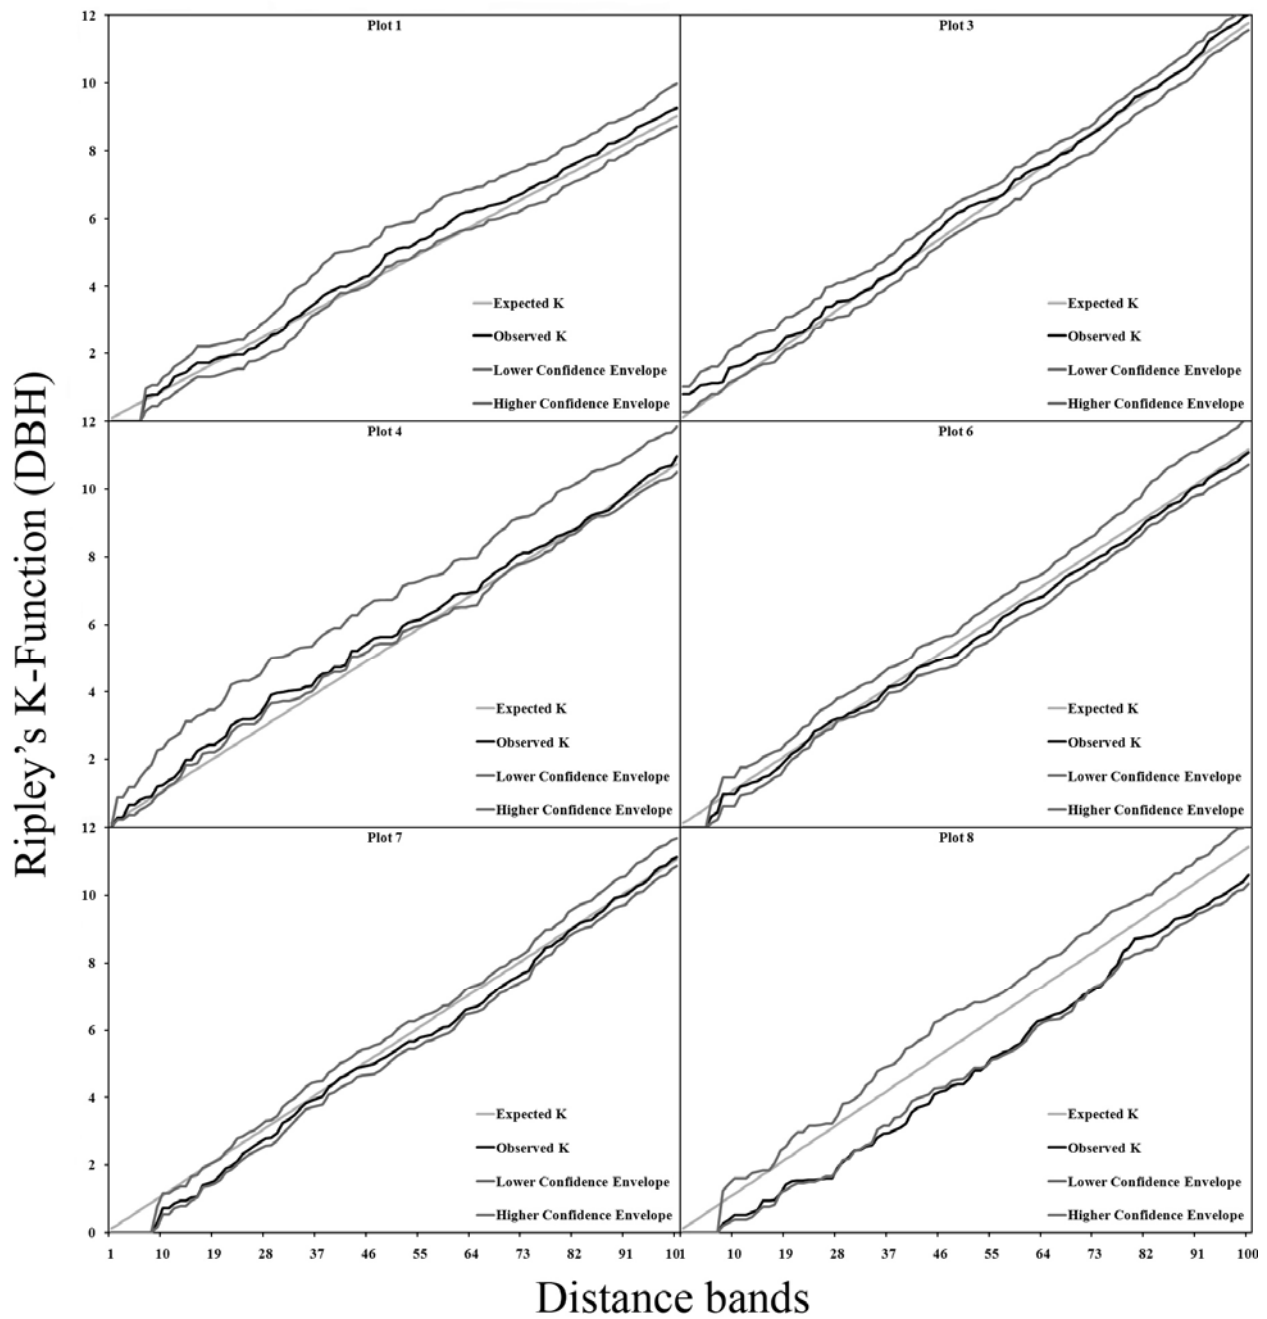 Ripley’s K-Function (DBH)
12
Plot 1
Plot 3
10
8
6
4
2
Expected K
Observed K
Lower Confidence Envelope
Higher Confidence Envelope
Expected K
Observed K
Lower Confidence Envelope
Higher Confidence Envelope
12
Plot 4
Plot 6
10
8
6
4
2
Expected K
Observed K
Lower Confidence Envelope
Higher Confidence Envelope
Expected K
Observed K
Lower Confidence Envelope
Higher Confidence Envelope
12
Plot 7
Plot 8
10
8
6
4
2
0
Expected K
Observed K
Lower Confidence Envelope
Higher Confidence Envelope
Expected K
Observed K
Lower Confidence Envelope
Higher Confidence Envelope
1 10 19 28 37 46 55 64 73 82 91 101
10 19 28 37 46 55 64 73 82 91 100
Distance bands